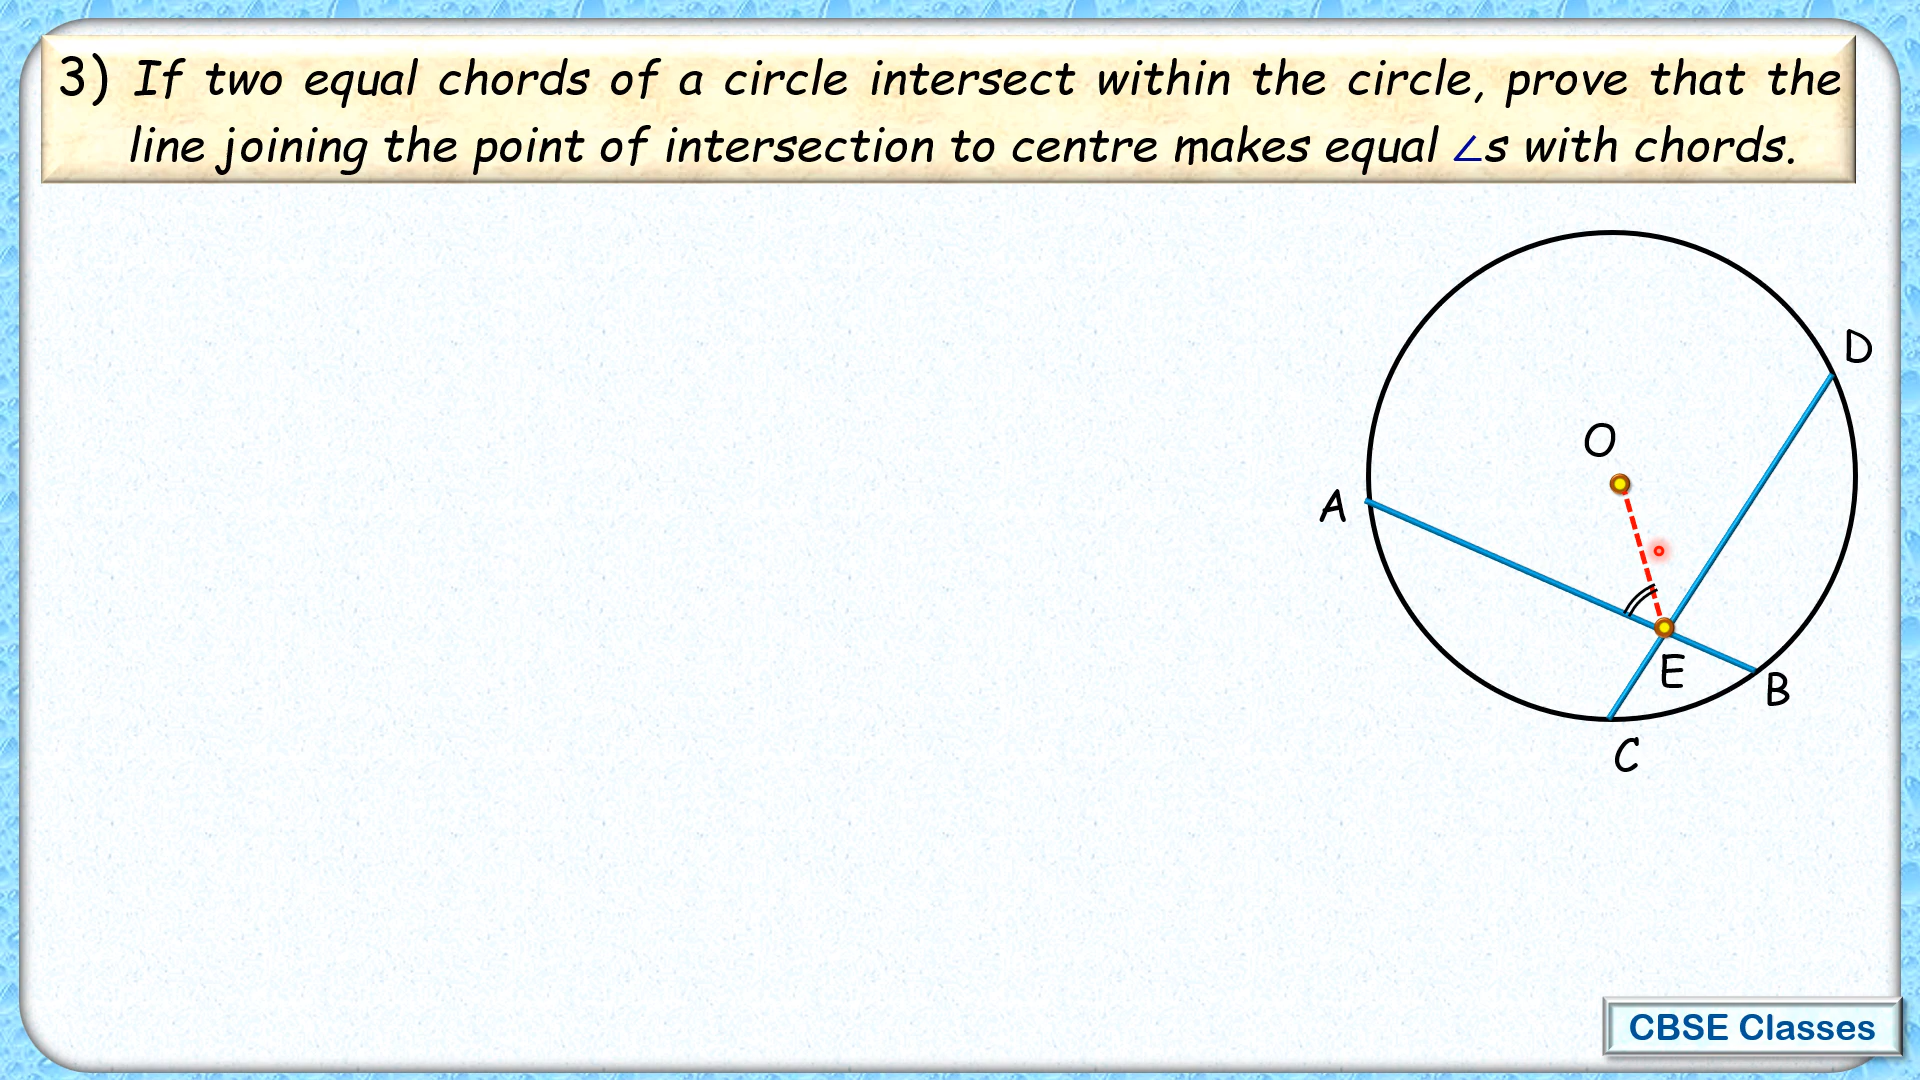 3) If two equal chords of a circle intersect within the circle, prove that the
line joining the point of intersection to centre makes equal ∠s with chords.
D
O
A
E
B
C
CBSE Classes